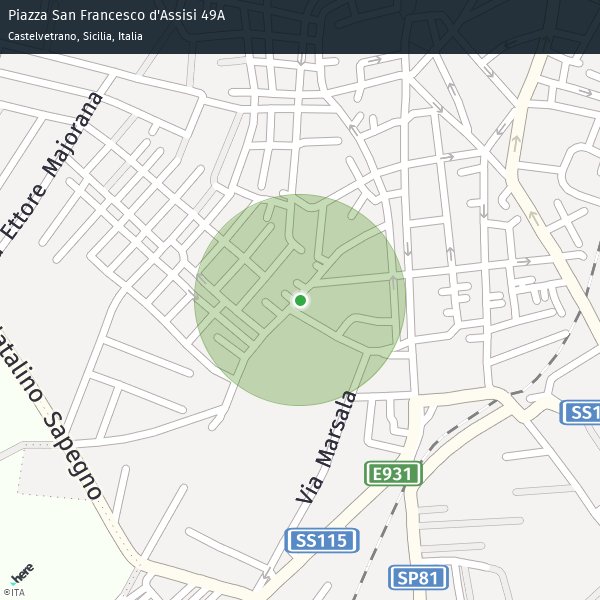 Piazza San Francesco d'Assisi 49A
Castelvetrano, Sicilia, Italia
Ettore Majorana
Natalino Sapegno
Via Marsala
SS1
E931
SS115
SP81
here
©ITA